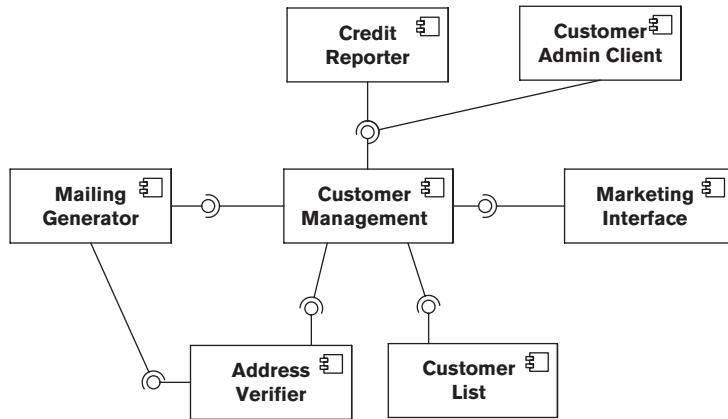 Credit
Reporter
Customer
Admin Client
Mailing
Generator
Customer
Management
Marketing
Interface
Address
Verifier
Customer
List